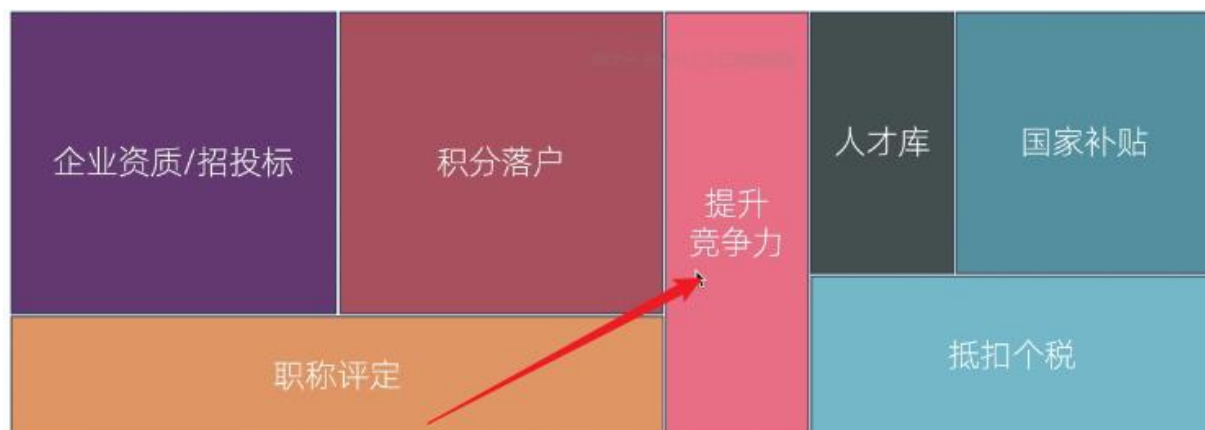 企业资质/招投标
积分落户
提升
竞争力
人才库
国家补贴
职称评定
抵扣个税